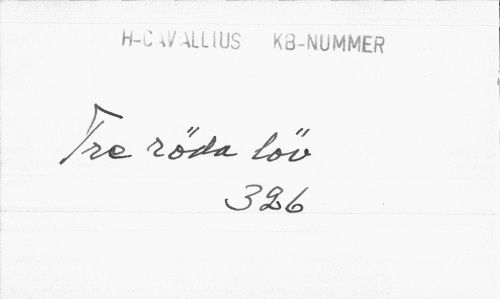 H-CAVALLIUS KB-NUMMER
Tre röda löv
326